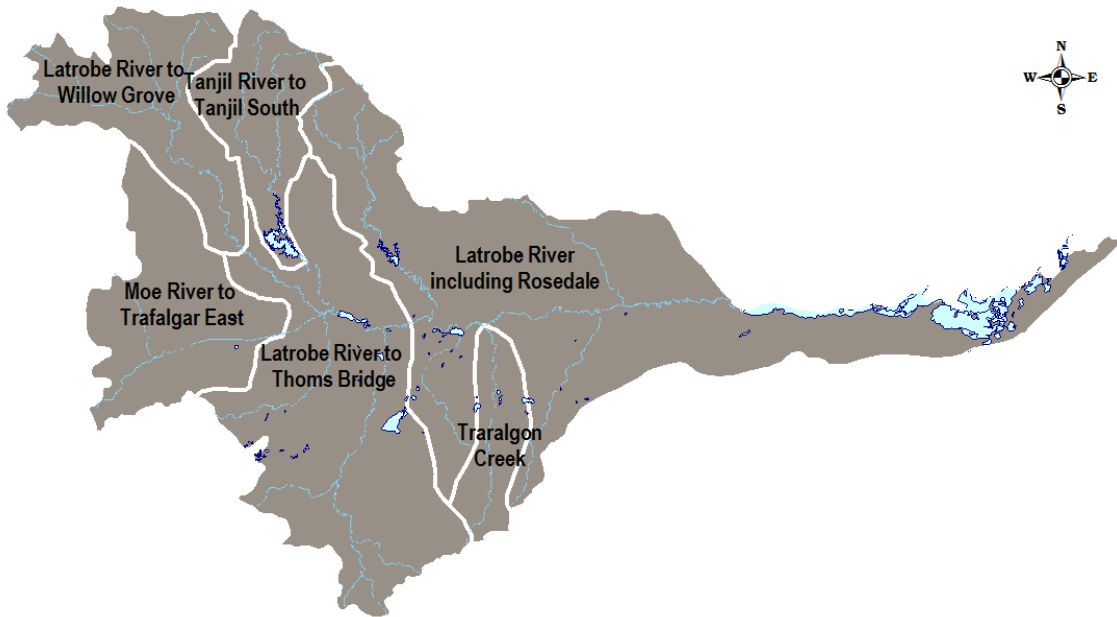 N
W
E
S
Latrobe River to
Willow Grove
Tanjil River to
Tanjil South
Latrobe River
including Rosedale
Moe River to
Trafalgar East
Latrobe River to
Thoms Bridge
Traralgon
Creek